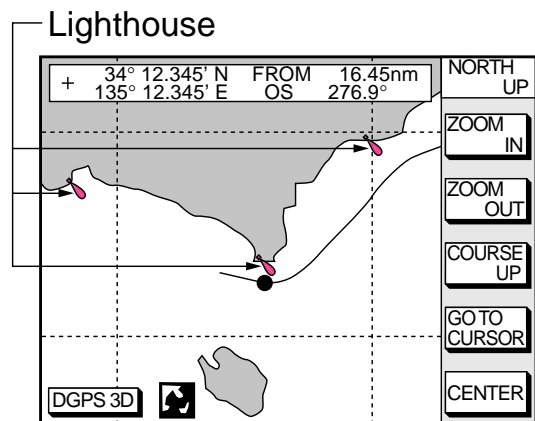 Lighthouse
+ 34° 12.345' N FROM 16.45nm
135° 12.345' E OS 276.9°
NORTH
UP
ZOOM
IN
ZOOM
OUT
COURSE
UP
GO TO
CURSOR
CENTER
DGPS 3D